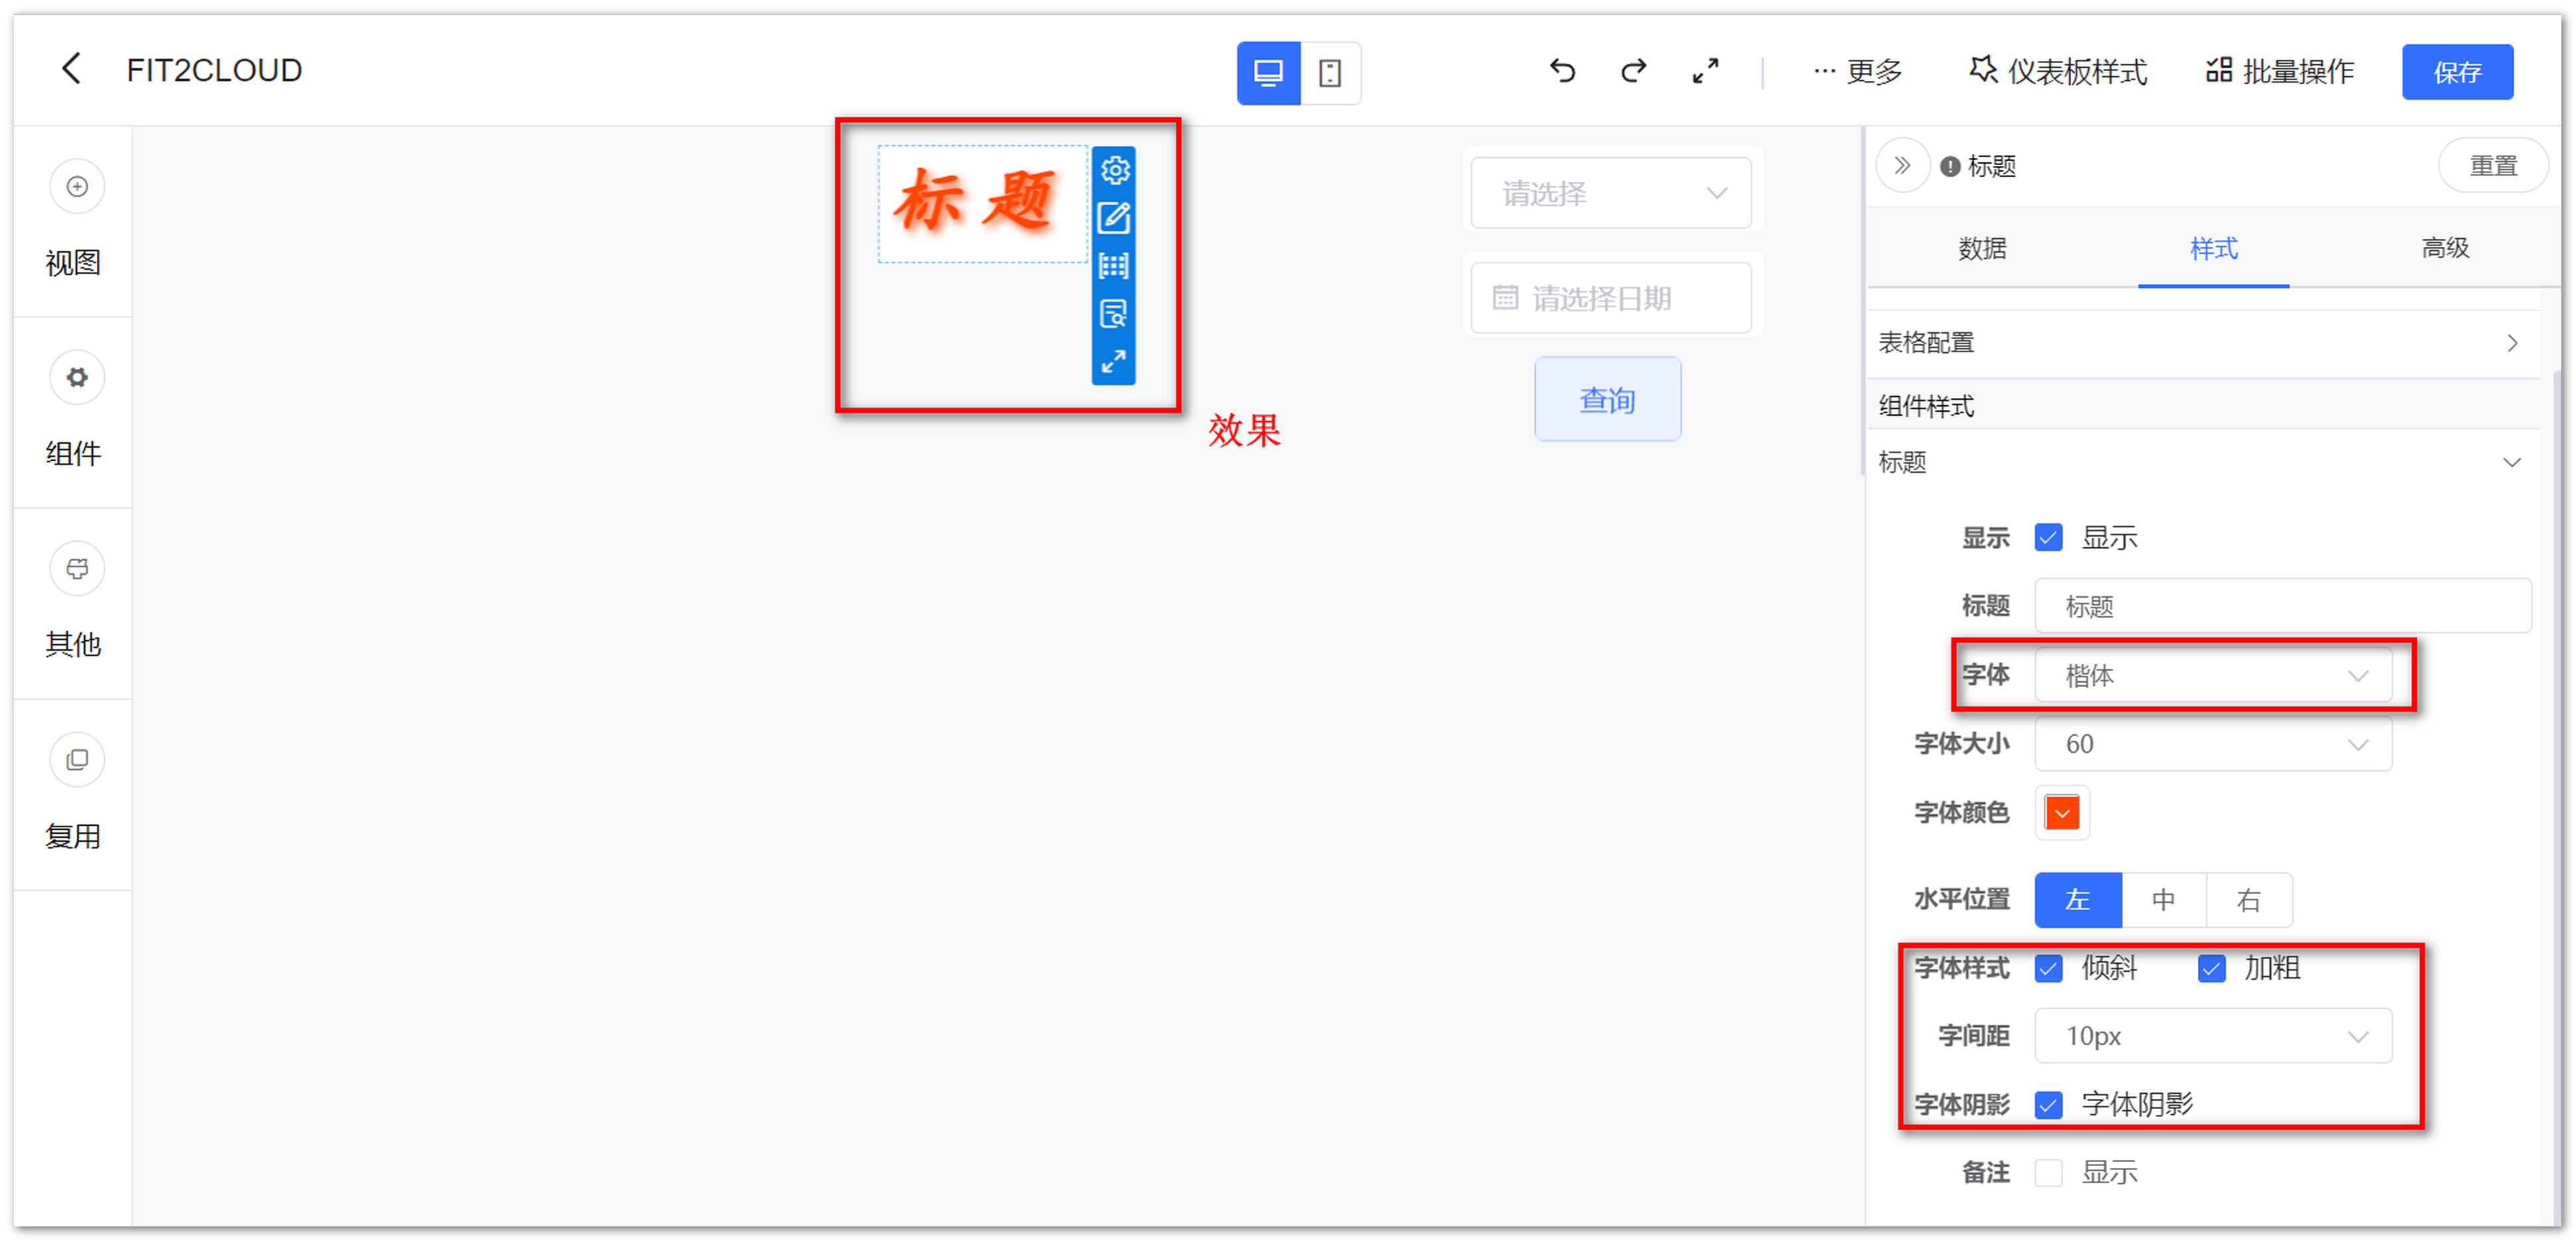 FIT2CLOUD
更多
仪表板样式
批量操作
保存
视图
组件
其他
复用
标题
请选择
请选择日期
查询
效果
标题
重置
数据
样式
高级
表格配置
组件样式
标题
显示 显示
标题 标题
字体 楷体
字体大小 60
字体颜色
水平位置 左 中 右
字体样式 倾斜 加粗
字间距 10px
字体阴影 字体阴影
备注 显示